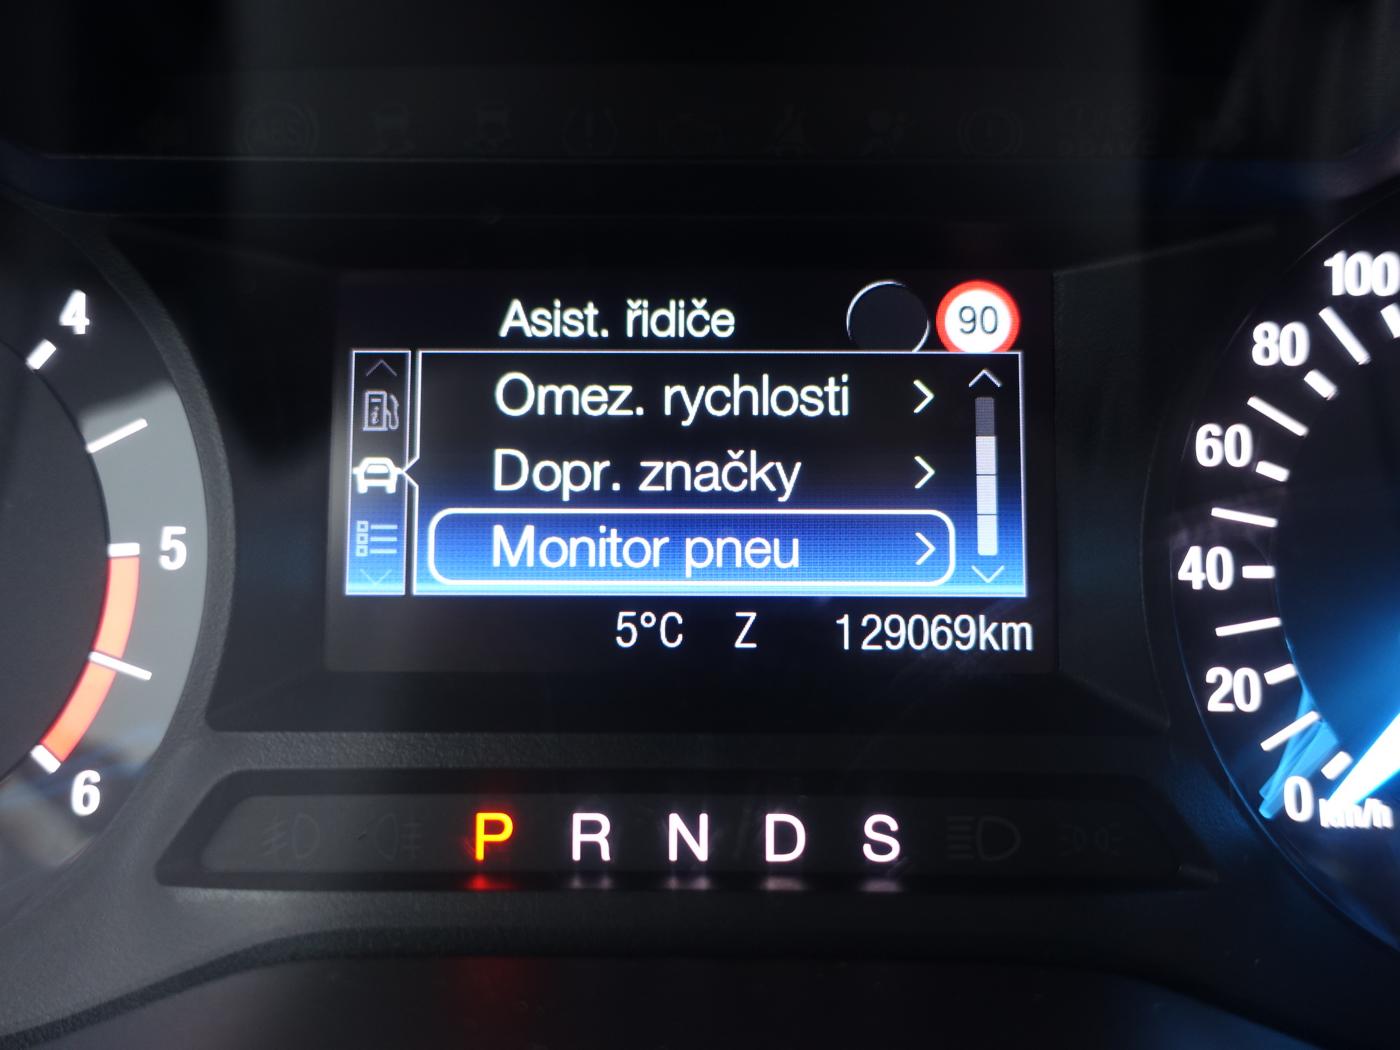 ABS
Asist. řidiče
90
Omez. rychlosti
Dopr. značky
Monitor pneu
5°C Z 129069km
4
5
6
P R N D S
100
80
60
40
20
0 km/h